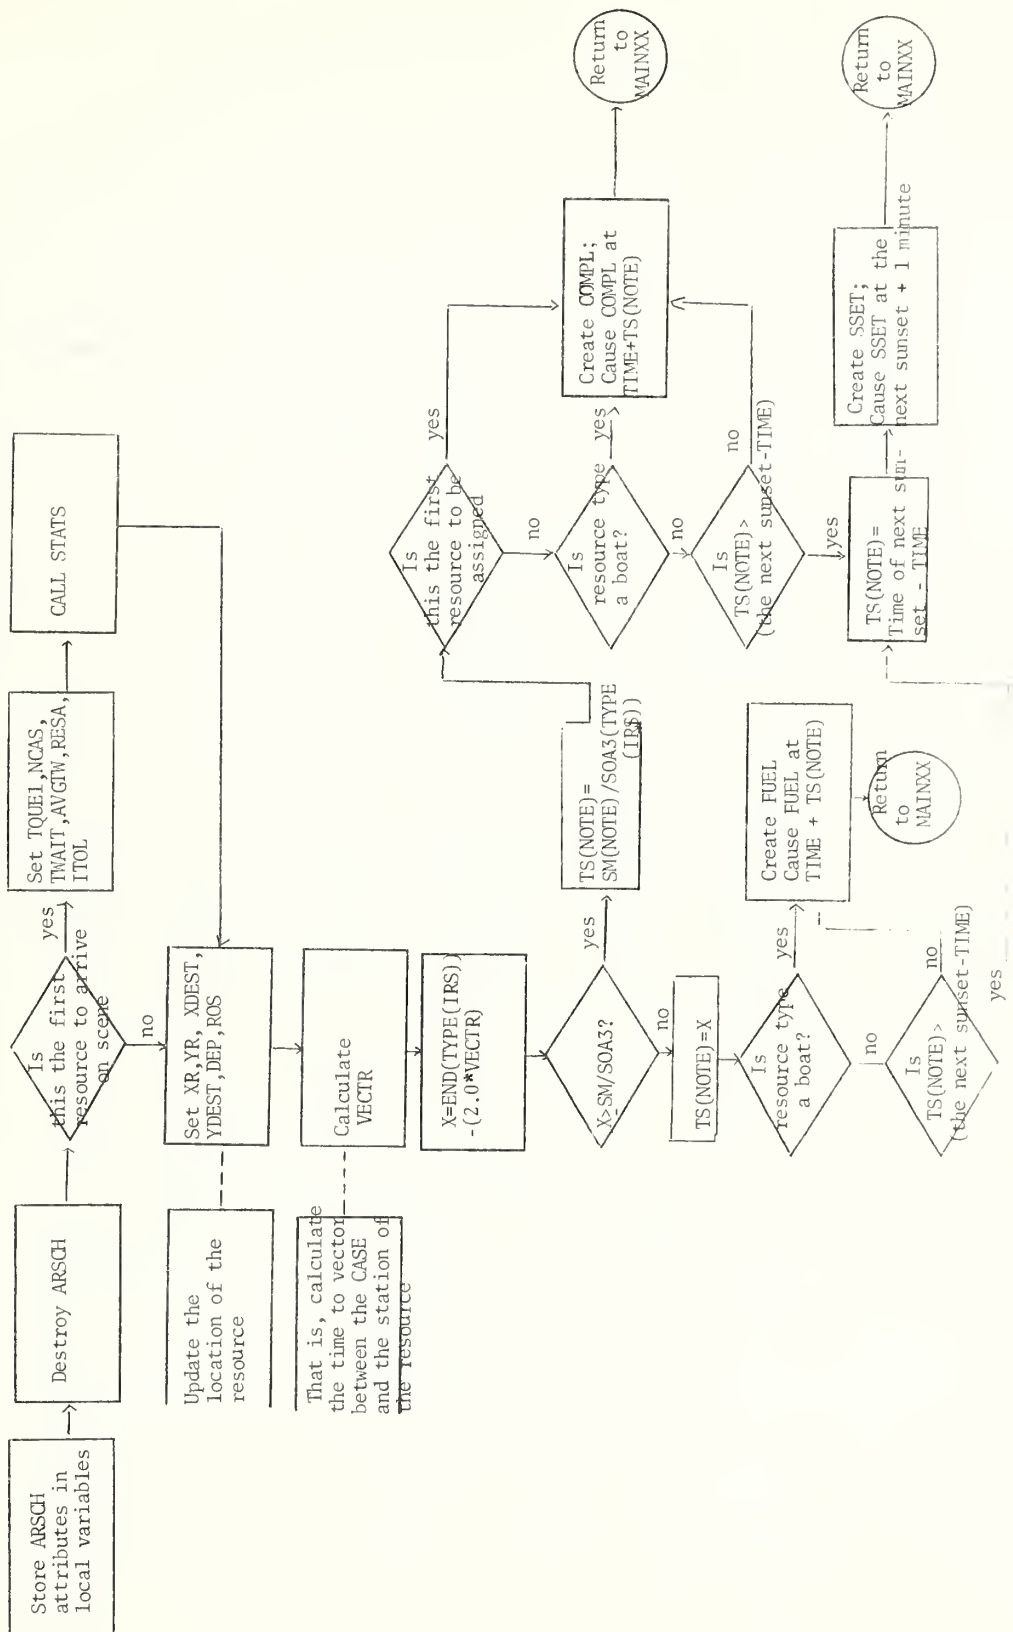 Store ARSCH
attributes in
local variables
Destroy ARSCH
Is
this the first
resource to arrive
on scene
yes
no
Set TQUE1,NCAS,
TWAIT,AVGTW,RESA,
ITOL
CALL STATS
Update the
location of the
resource
Set XR,YR, XDEST,
YDEST,DEP,ROS
That is, calculate
the time to vector
between the CASE
and the station of
the resource
Calculate
VECTR
X=END(TYPE(IRS))
-(2.0*VECTR)
X>SM/SOA3?
yes
no
TS(NOTE)=
SM(NOTE)/SOA3(TYPE
(IRS))
TS(NOTE)=X
Is
resource type
a boat?
yes
no
Create FUEL
Cause FUEL at
TIME + TS(NOTE)
Return
to
MAINXX
Is
TS(NOTE)>
(the next sunset-TIME)
no
yes
Is
this the first
resource to be
assigned
yes
no
Is
resource type
a boat?
yes
no
Is
TS(NOTE)>
(the next sunset-TIME)
no
yes
Create COMPL;
Cause COMPL at
TIME+TS(NOTE)
Return
to
MAINXX
TS(NOTE)=
Time of next sun-
set - TIME
Create SSET;
Cause SSET at the
next sunset + 1 minute
Return
to
MAINXX